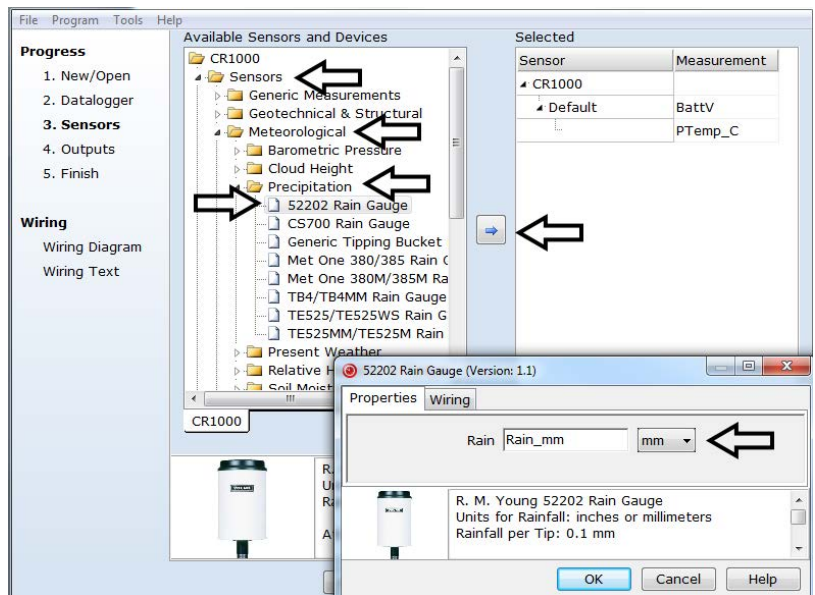 File Program Tools Help
Progress
1. New/Open
2. Datalogger
3. Sensors
4. Outputs
5. Finish
Wiring
Wiring Diagram
Wiring Text
Available Sensors and Devices
CR1000
Sensors
Generic Measurements
Geotechnical & Structural
Meteorological
Barometric Pressure
Cloud Height
Precipitation
52202 Rain Gauge
CS700 Rain Gauge
Generic Tipping Bucket
Met One 380/385 Rain G
Met One 380M/385M Ra
TB4/TB4MM Rain Gauge
TE525/TE525WS Rain G
TE525MM/TE525M Rain
Present Weather
Relative H
Soil Moist
CR1000
R.
Ra
Selected
Sensor Measurement
CR1000
Default BattV
PTemp_C
52202 Rain Gauge (Version: 1.1)
Properties Wiring
Rain Rain_mm mm
R. M. Young 52202 Rain Gauge
Units for Rainfall: inches or millimeters
Rainfall per Tip: 0.1 mm
OK Cancel Help